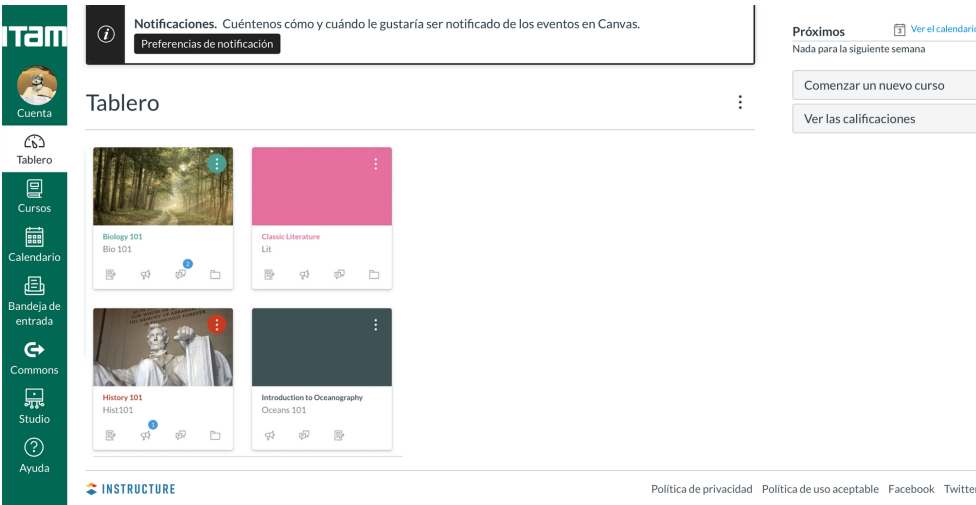 ITAM
Cuenta
Tablero
Cursos
Calendario
Bandeja de
entrada
Commons
Studio
Ayuda
Notificaciones. Cuéntenos cómo y cuándo le gustaría ser notificado de los eventos en Canvas.
Preferencias de notificación
Tablero
Biology 101
Bio 101
2
Classic Literature
Lit
History 101
Hist101
1
Introduction to Oceanography
Oceans 101
Próximos
Ver el calendario
Nada para la siguiente semana
Comenzar un nuevo curso
Ver las calificaciones
INSTRUCTURE
Política de privacidad Política de uso aceptable Facebook Twitter